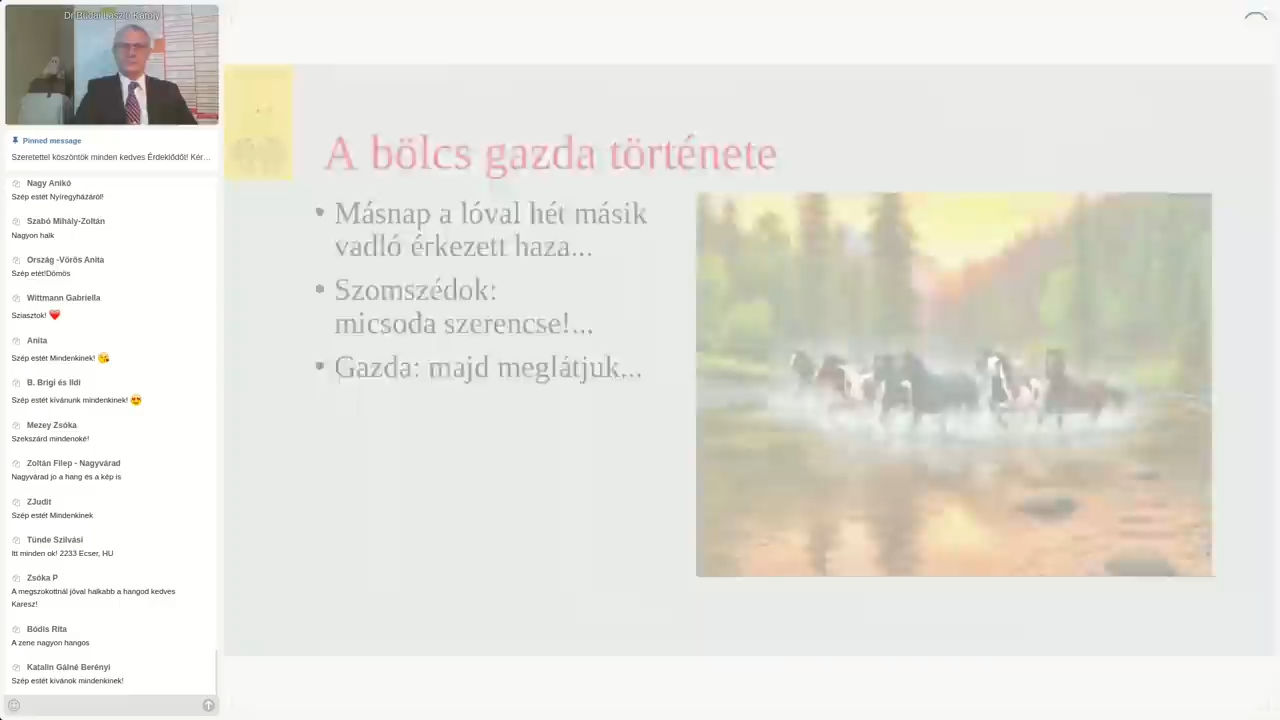 Dr Budai László Károly
Pinned message
Szeretettel köszöntök minden kedves Érdeklődőt! Kér...
Nagy Anikó
Szép estét Nyíregyházáról!
Szabó Mihály-Zoltán
Nagyon halk
Ország -Vörös Anita
Szép etét!Dömös
Wittmann Gabriella
Sziasztok! ❤️
Anita
Szép estét Mindenkinek! 😘
B. Brigi és Ildi
Szép estét kívánunk mindenkinek! 😍
Mezey Zsóka
Szekszárd mindenoké!
Zoltán Filep - Nagyvárad
Nagyvárad jo a hang es a kép is
ZJudit
Szép estét Mindenkinek
Tünde Szilvási
Itt minden ok! 2233 Ecser, HU
Zsóka P
A megszokottnál jóval halkabb a hangod kedves
Karesz!
Bódis Rita
A zene nagyon hangos
Katalin Gálné Berényi
Szép estét kívánok mindenkinek!
A bölcs gazda története
• Másnap a lóval hét másik
vadló érkezett haza...
• Szomszédok:
micsoda szerencse!...
• Gazda: majd meglátjuk...